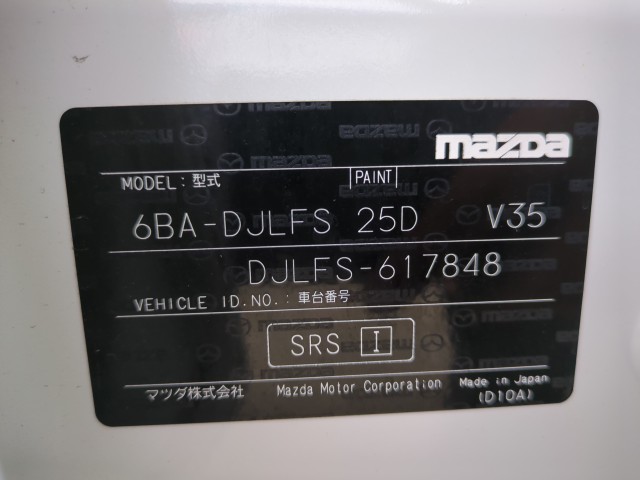 mazda
MODEL : 型式
PAINT
6BA-DJLFS 25D V35
DJLFS-617848
VEHICLE ID.NO. : 車台番号
SRS I
マツダ株式会社 Mazda Motor Corporation Made in Japan
(D10A)